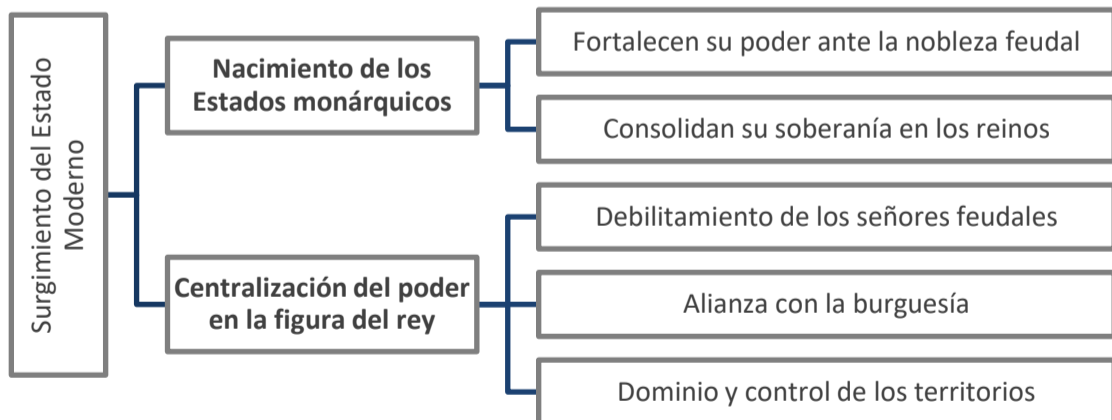 Surgimiento del Estado
Moderno
Nacimiento de los
Estados monárquicos
Fortalecen su poder ante la nobleza feudal
Consolidan su soberanía en los reinos
Centralización del poder
en la figura del rey
Debilitamiento de los señores feudales
Alianza con la burguesía
Dominio y control de los territorios